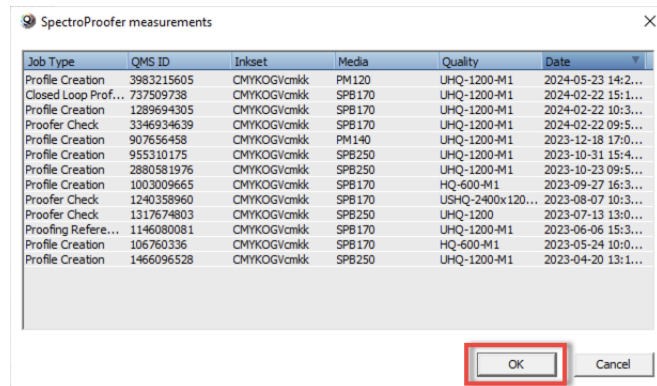 SpectroProofer measurements
Job Type QMS ID Inkset Media Quality Date
Profile Creation 3983215605 CMYKOGVcmkk PM120 UHQ-1200-M1 2024-05-23 14:2...
Closed Loop Prof... 737509738 CMYKOGVcmkk SPB170 UHQ-1200-M1 2024-02-22 15:1...
Profile Creation 1289694305 CMYKOGVcmkk SPB170 UHQ-1200-M1 2024-02-22 10:3...
Proofer Check 3346934639 CMYKOGVcmkk SPB170 UHQ-1200-M1 2024-02-22 09:5...
Profile Creation 907656458 CMYKOGVcmkk PM140 UHQ-1200-M1 2023-12-18 17:0...
Profile Creation 955310175 CMYKOGVcmkk SPB250 UHQ-1200-M1 2023-10-31 15:4...
Profile Creation 2880581976 CMYKOGVcmkk SPB250 UHQ-1200-M1 2023-10-23 09:5...
Profile Creation 1003009665 CMYKOGVcmkk SPB170 HQ-600-M1 2023-09-27 16:3...
Proofer Check 1240358960 CMYKOGVcmkk SPB170 USHQ-2400x120... 2023-08-07 10:3...
Proofer Check 1317674803 CMYKOGVcmkk SPB250 UHQ-1200 2023-07-13 13:0...
Proofing Refere... 1146080081 CMYKOGVcmkk SPB170 UHQ-1200-M1 2023-06-06 15:3...
Profile Creation 106760336 CMYKOGVcmkk SPB170 HQ-600-M1 2023-05-24 10:0...
Profile Creation 1466096528 CMYKOGVcmkk SPB250 UHQ-1200-M1 2023-04-20 13:1...
OK Cancel